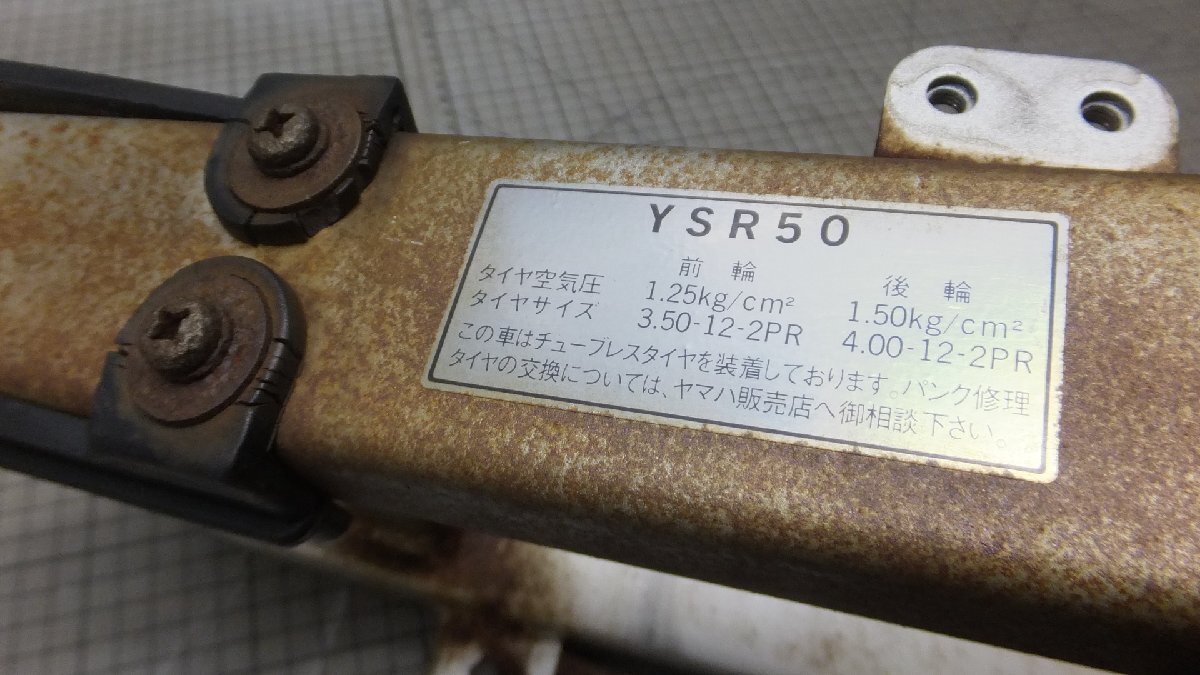 YSR50
前輪 後輪
タイヤ空気圧 1.25kg/cm² 1.50kg/cm²
タイヤサイズ 3.50-12-2PR 4.00-12-2PR
この車はチューブレスタイヤを装着しております。パンク修理
タイヤの交換については、ヤマハ販売店へ御相談下さい。